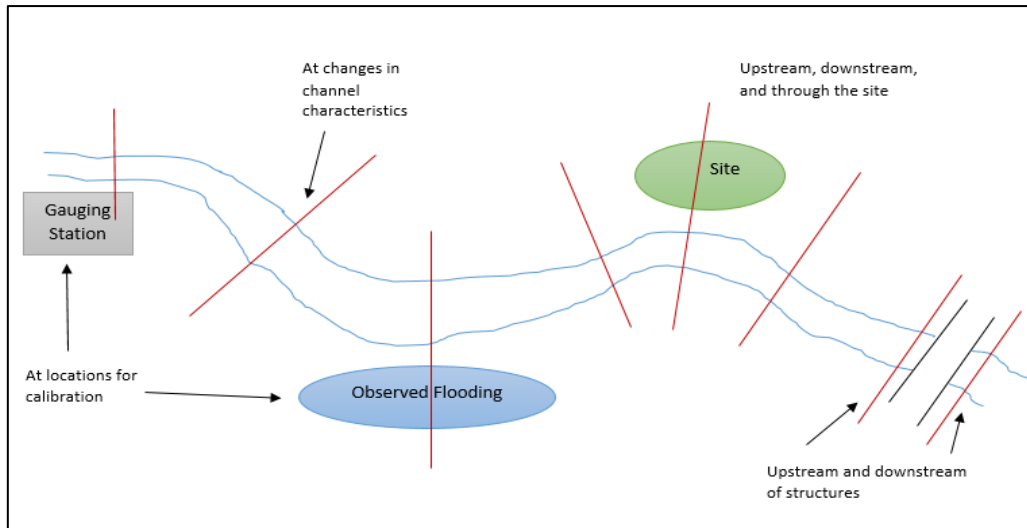 At changes in
channel
characteristics
Upstream, downstream,
and through the site
Site
Gauging
Station
At locations for
calibration
Observed Flooding
Upstream and downstream
of structures